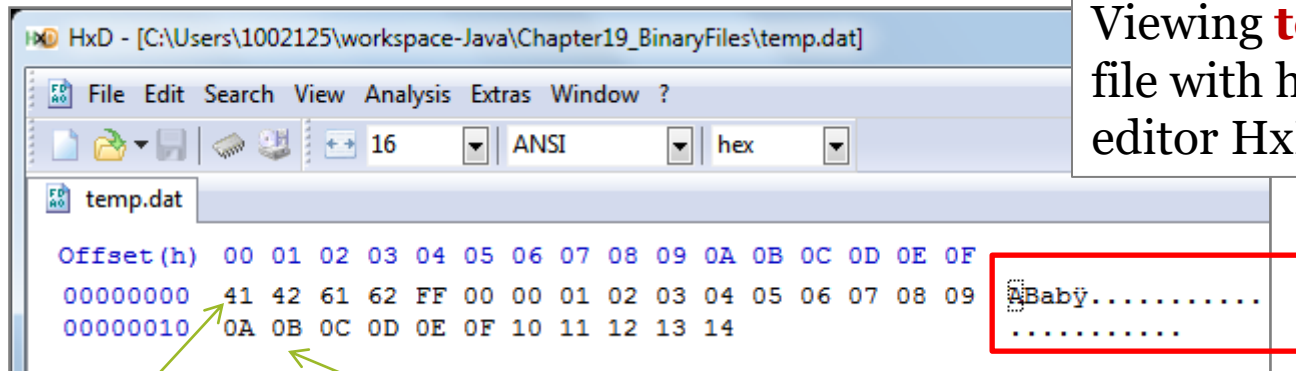 HxD - [C:\Users\1002125\workspace-Java\Chapter19_BinaryFiles\temp.dat]
Viewing
file with
editor
File Edit Search View Analysis Extras Window ?
16 ANSI hex
temp.dat
Offset(h) 00 01 02 03 04 05 06 07 08 09 0A 0B 0C 0D 0E 0F
00000000 41 42 61 62 FF 00 00 01 02 03 04 05 06 07 08 09 ABabÿ...........
00000010 0A 0B 0C 0D 0E 0F 10 11 12 13 14 ...........